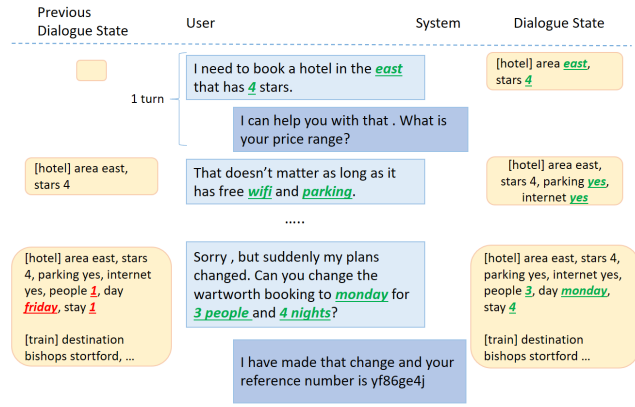 Previous
Dialogue State
User
System
Dialogue State
I need to book a hotel in the east
that has 4 stars.
[hotel] area east,
stars 4
1 turn
I can help you with that . What is
your price range?
[hotel] area east,
stars 4
That doesn’t matter as long as it
has free wifi and parking.
[hotel] area east,
stars 4, parking yes,
internet yes
.....
[hotel] area east, stars
4, parking yes, internet
yes, people 1, day
friday, stay 1
[train] destination
bishops stortford, ...
Sorry , but suddenly my plans
changed. Can you change the
wartworth booking to monday for
3 people and 4 nights?
[hotel] area east, stars 4,
parking yes, internet yes,
people 3, day monday,
stay 4
[train] destination
bishops stortford ...
I have made that change and your
reference number is yf86ge4j